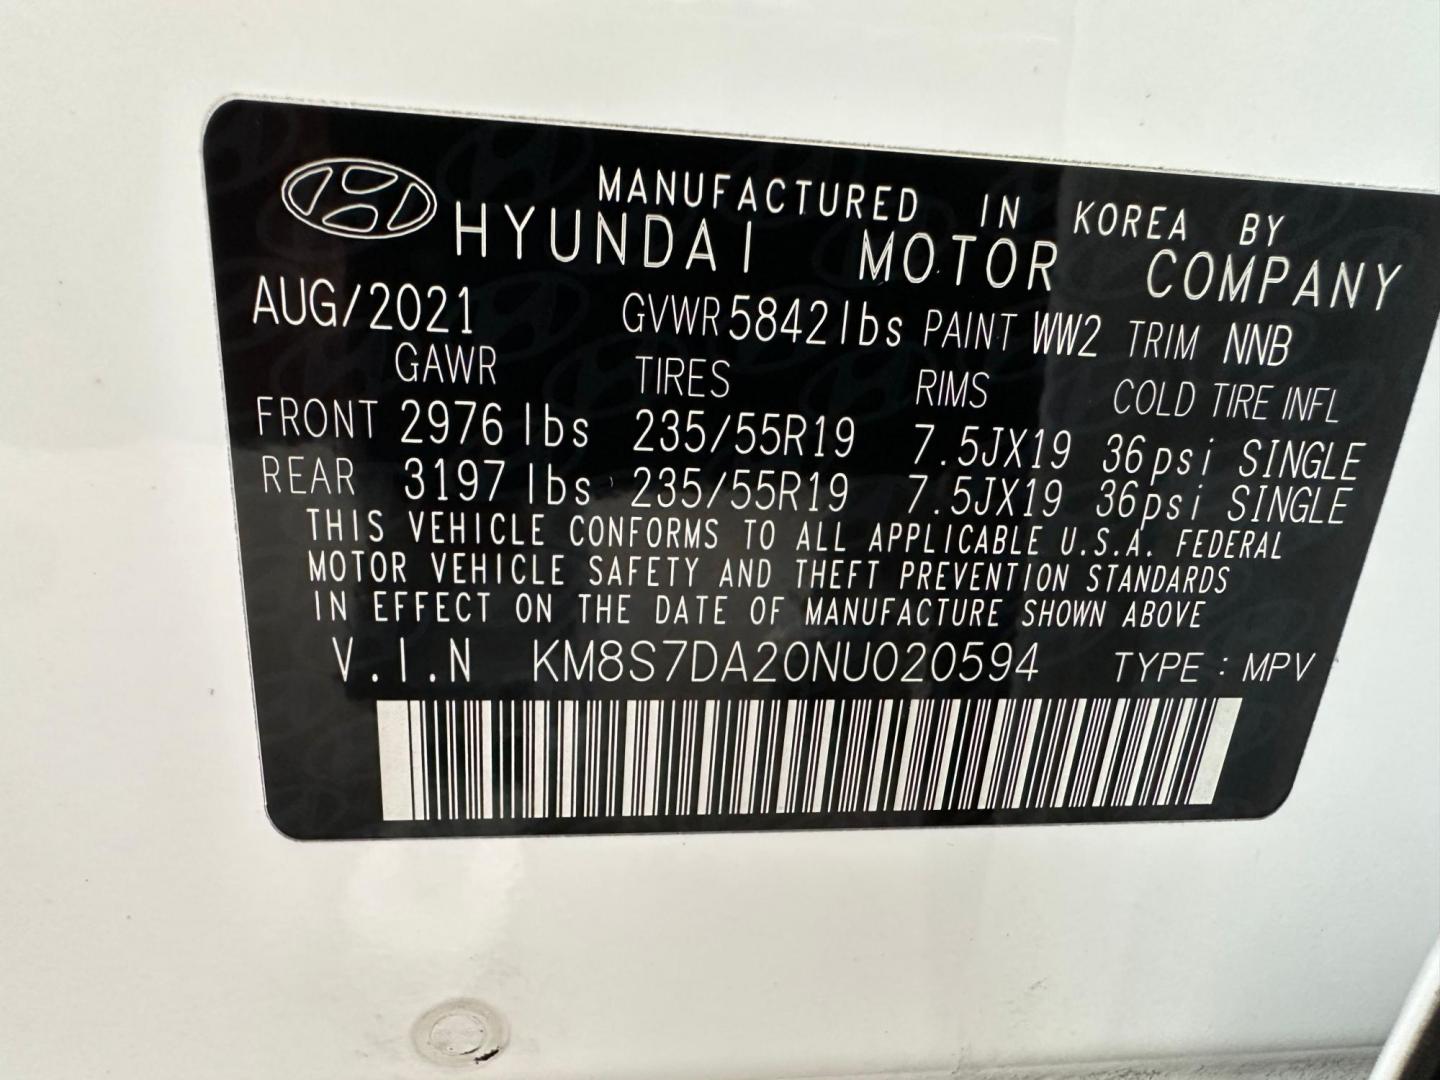 MANUFACTURED IN KOREA BY
HYUNDAI MOTOR COMPANY
AUG/2021 GVWR 5842lbs PAINT WW2 TRIM NNB
GAWR TIRES RIMS COLD TIRE INFL
FRONT 2976 lbs 235/55R19 7.5JX19 36psi SINGLE
REAR 3197 lbs 235/55R19 7.5JX19 36psi SINGLE
THIS VEHICLE CONFORMS TO ALL APPLICABLE U.S.A. FEDERAL
MOTOR VEHICLE SAFETY AND THEFT PREVENTION STANDARDS
IN EFFECT ON THE DATE OF MANUFACTURE SHOWN ABOVE
V.I.N KM8S7DA20NU020594 TYPE : MPV